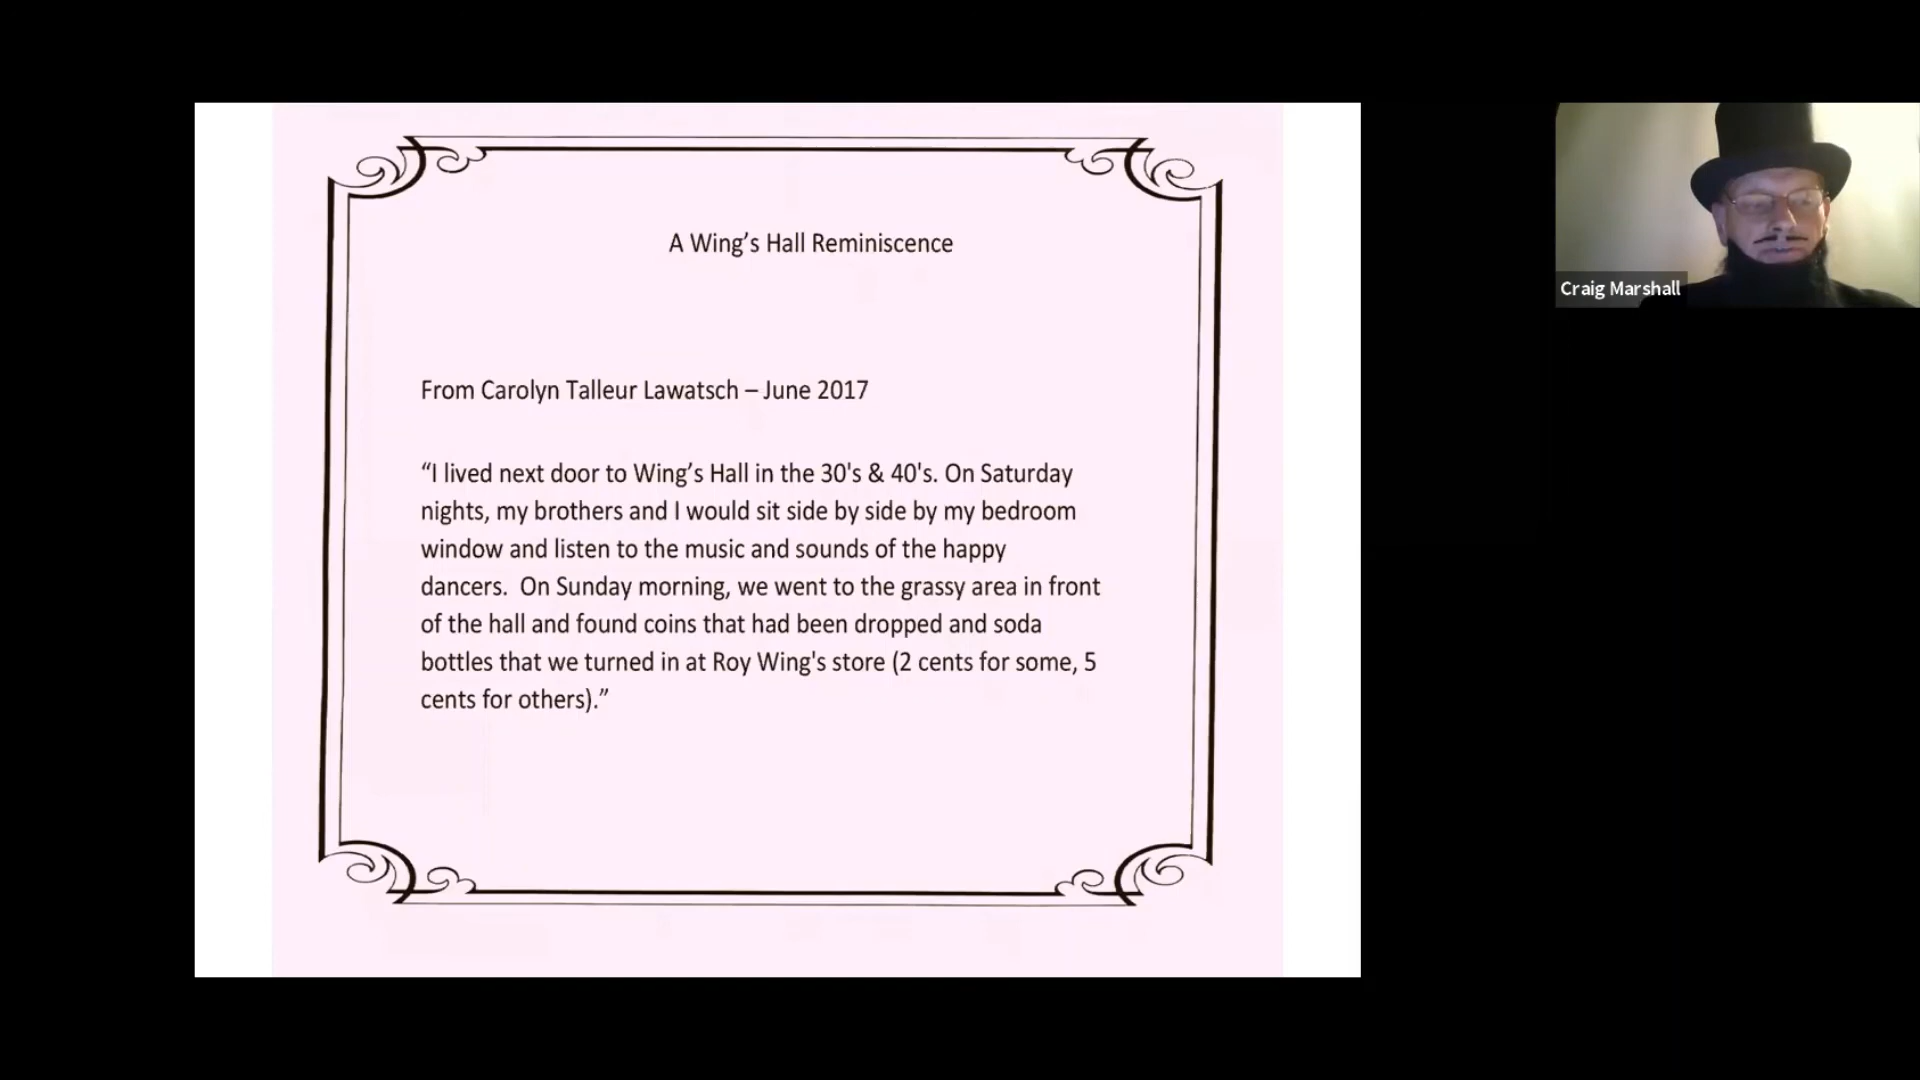 A Wing’s Hall Reminiscence
From Carolyn Talleur Lawatsch – June 2017
“I lived next door to Wing’s Hall in the 30's & 40's. On Saturday
nights, my brothers and I would sit side by side by my bedroom
window and listen to the music and sounds of the happy
dancers.  On Sunday morning, we went to the grassy area in front
of the hall and found coins that had been dropped and soda
bottles that we turned in at Roy Wing's store (2 cents for some, 5
cents for others).”
Craig Marshall